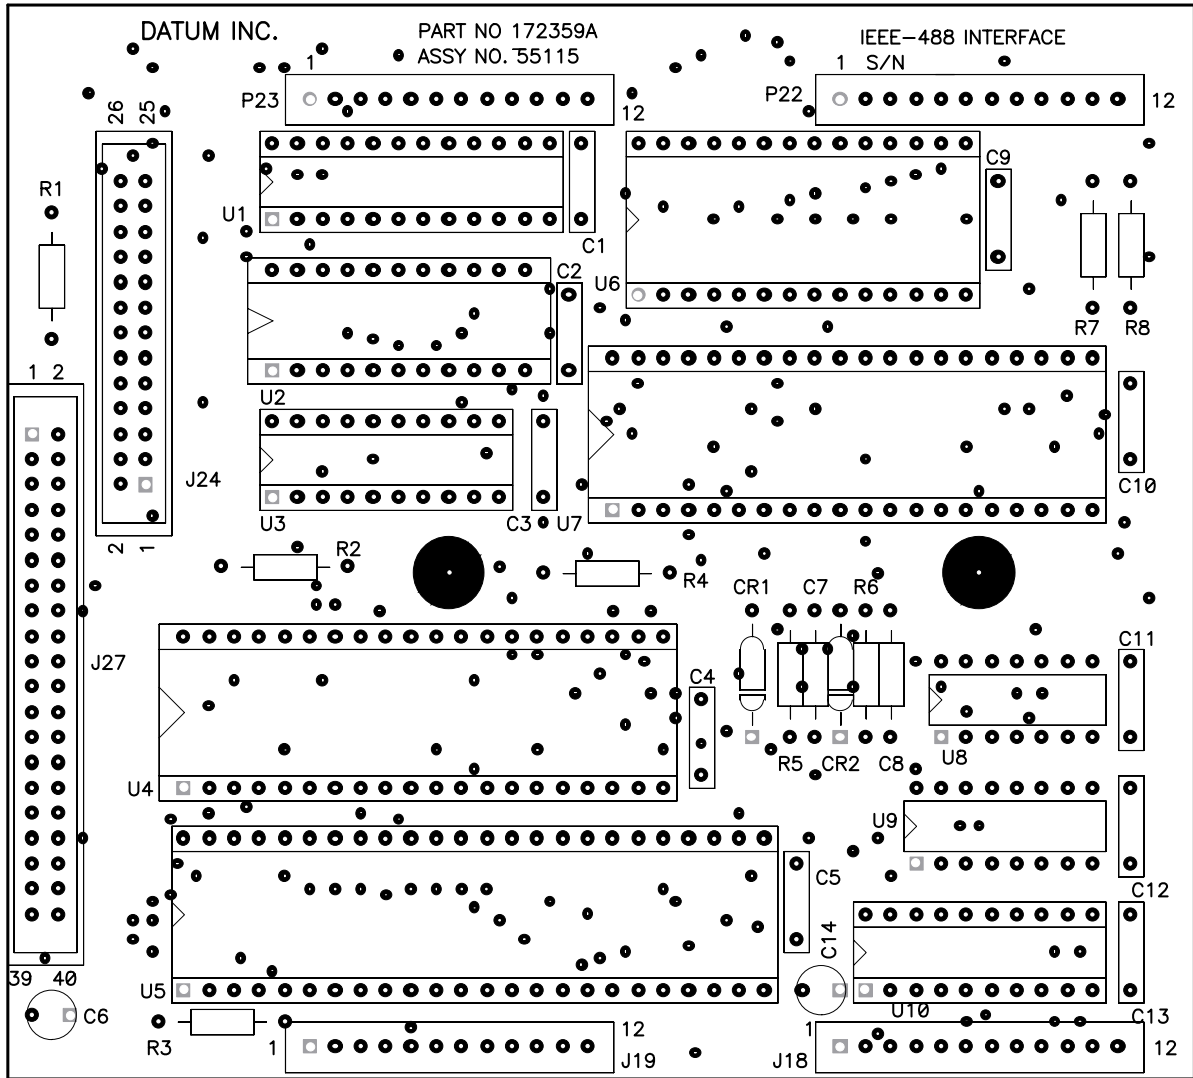 DATUM INC.
PART NO 172359A
ASSY NO. 55115
IEEE-488 INTERFACE
1 S/N
1
P23
12
P22
12
26
25
R1
U1
C1
C9
U6
C2
R7
R8
1 2
U2
J24
U3
C3
U7
C10
2
1
R2
R4
CR1
C7
R6
C11
J27
C4
U4
R5
CR2
C8
U8
U9
C5
C12
C14
39 40
U5
U10
C6
C13
R3
1
12
J19
1
J18
12